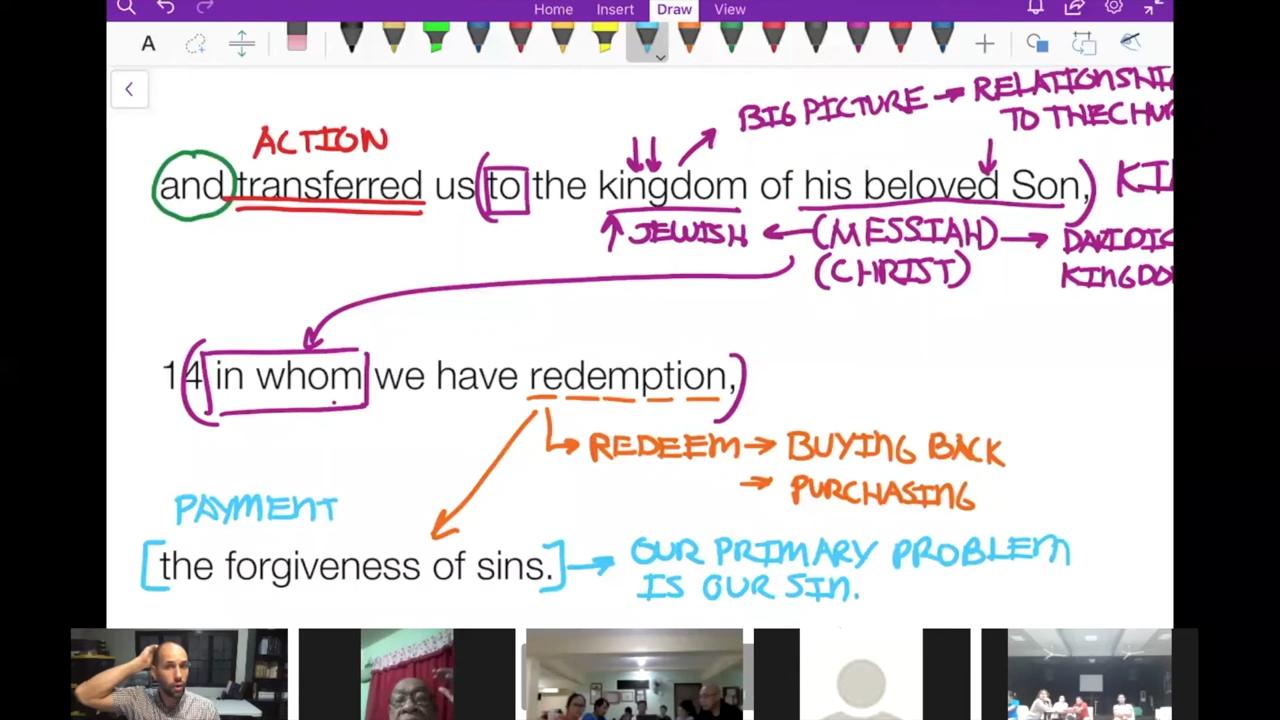 Home Insert Draw View
A
BIG PICTURE → RELATIONSHI
TO THE CHUR
ACTION
and transferred us (to the kingdom of his beloved Son,) KI
JEWISH ← (MESSIAH) → DAVIDIC
(CHRIST) KINGDO
14 (in whom we have redemption,)
→ REDEEM → BUYING BACK
→ PURCHASING
PAYMENT
[the forgiveness of sins.] → OUR PRIMARY PROBLEM
IS OUR SIN.